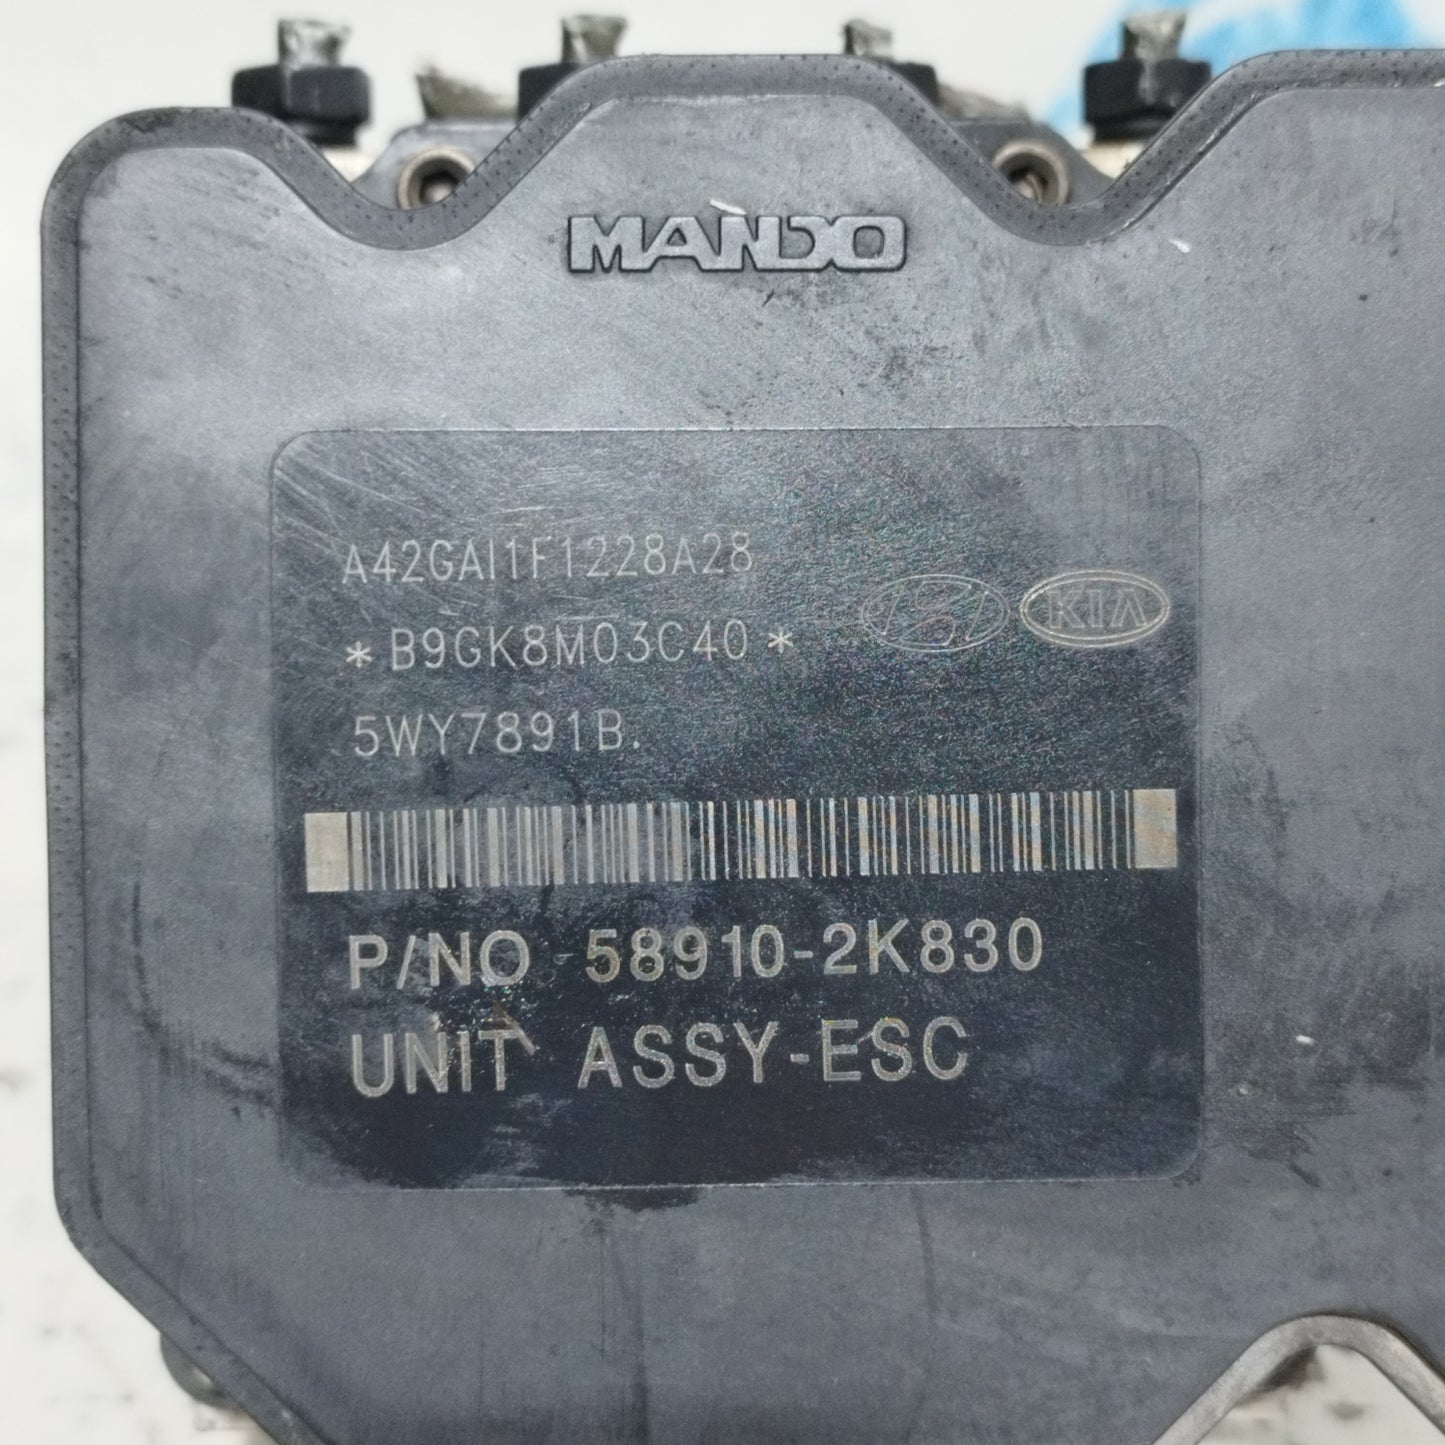 MANDO
A42GAI1F1228A28
*B9GK8M03C40*
KIA
5WY7891B.
P/NO 58910-2K830
UNIT ASSY-ESC